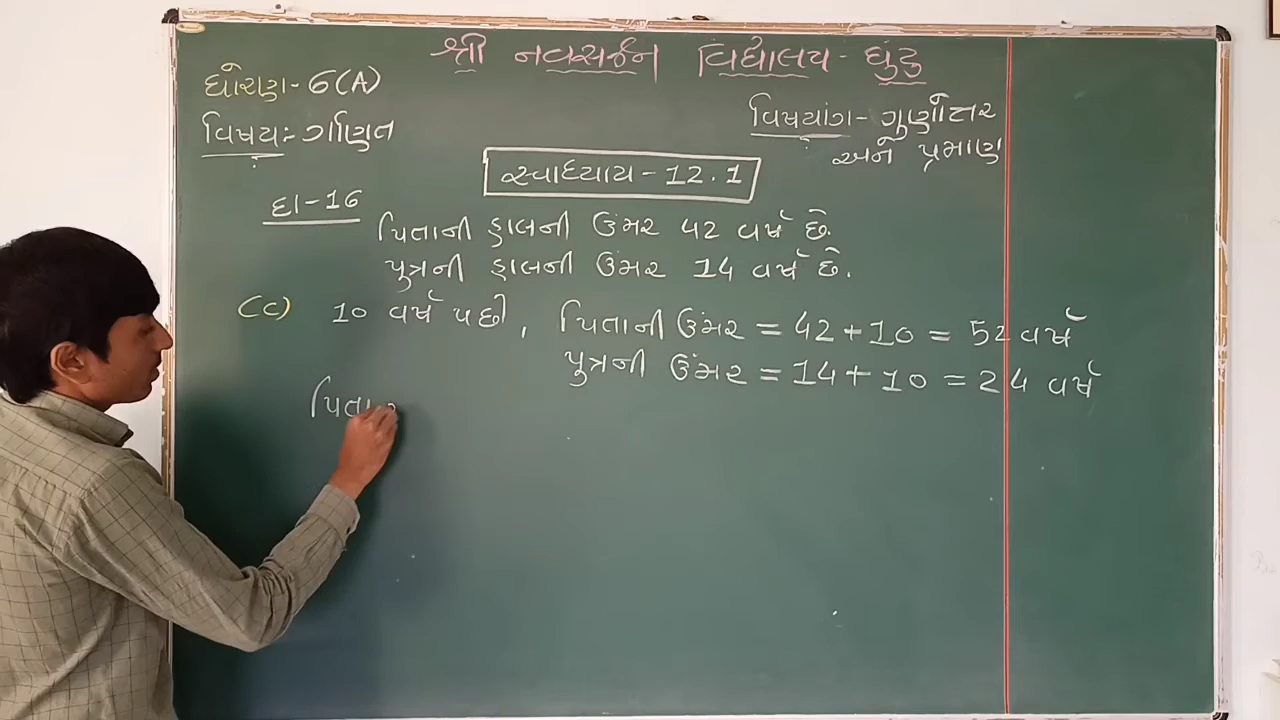 શ્રી નવસર્જન વિદ્યાલય - ઘુંટુ
ધોરણ - 6(A)
વિષય :- ગણિત
વિષયાંગ - ગુણોત્તર
અને પ્રમાણ
સ્વાધ્યાય - 12.1
દા - 16
પિતાની હાલની ઉંમર 42 વર્ષ છે.
પુત્રની હાલની ઉંમર 14 વર્ષ છે.
(c) 10 વર્ષ પછી, પિતાની ઉંમર = 42 + 10 = 52 વર્ષ
પુત્રની ઉંમર = 14 + 10 = 24 વર્ષ